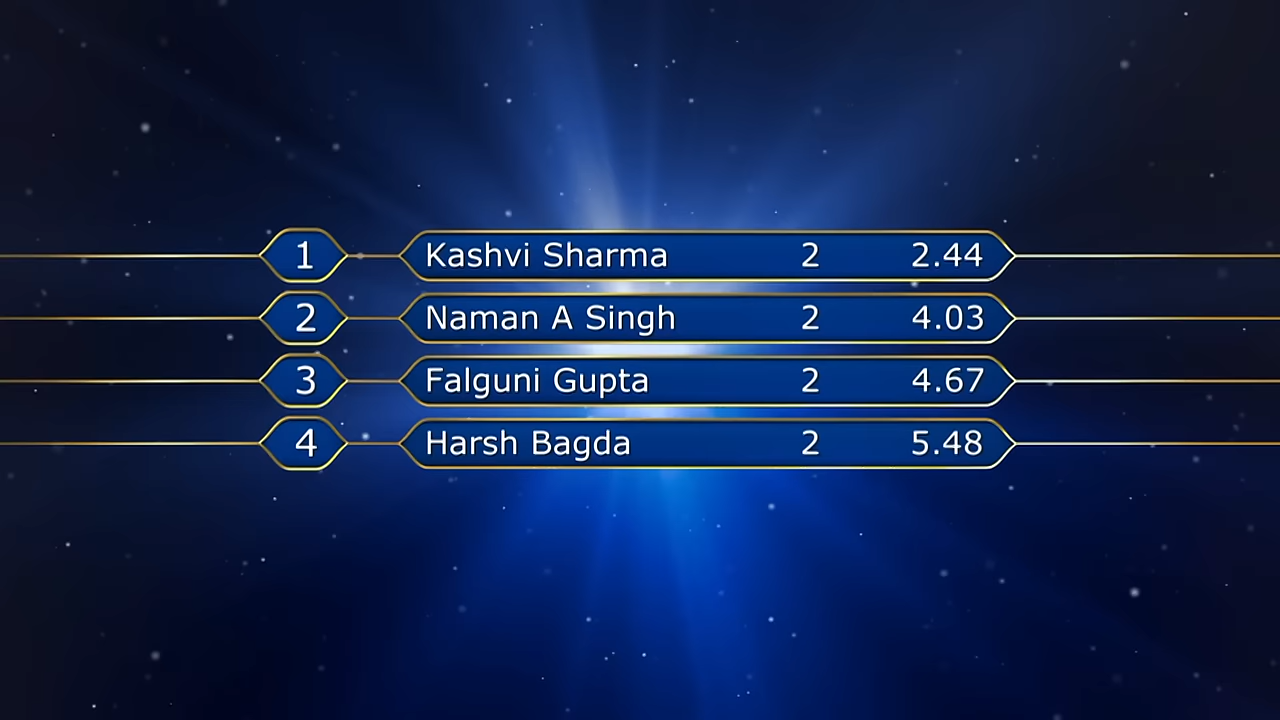 1 Kashvi Sharma 2 2.44
2 Naman A Singh 2 4.03
3 Falguni Gupta 2 4.67
4 Harsh Bagda 2 5.48